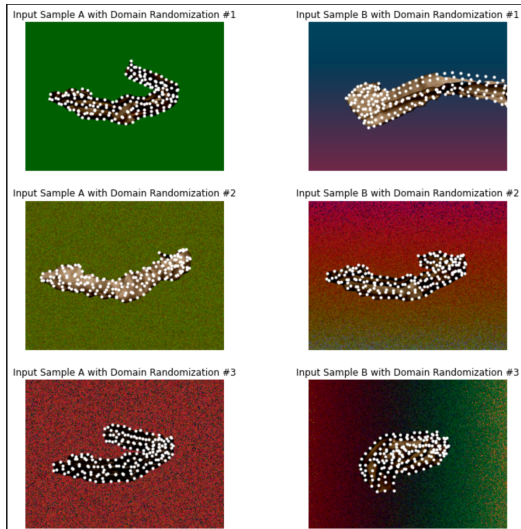 Input Sample A with Domain Randomization #1
Input Sample B with Domain Randomization #1
Input Sample A with Domain Randomization #2
Input Sample B with Domain Randomization #2
Input Sample A with Domain Randomization #3
Input Sample B with Domain Randomization #3